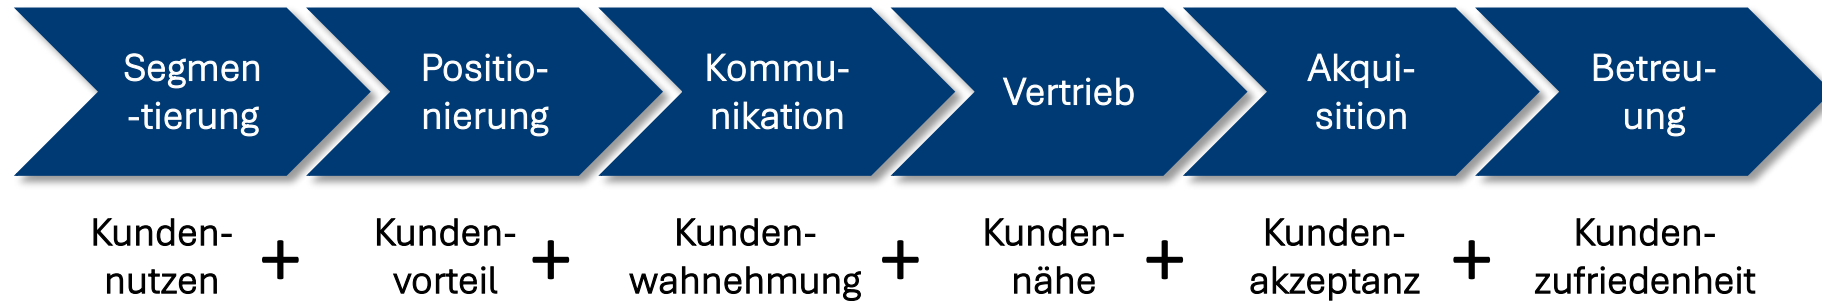 Segmen
-tierung
Positio-
nierung
Kommu-
nikation
Vertrieb
Akqui-
sition
Betreu-
ung
Kunden-
nutzen
+
Kunden-
vorteil
+
Kunden-
wahnehmung
+
Kunden-
nähe
+
Kunden-
akzeptanz
+
Kunden-
zufriedenheit